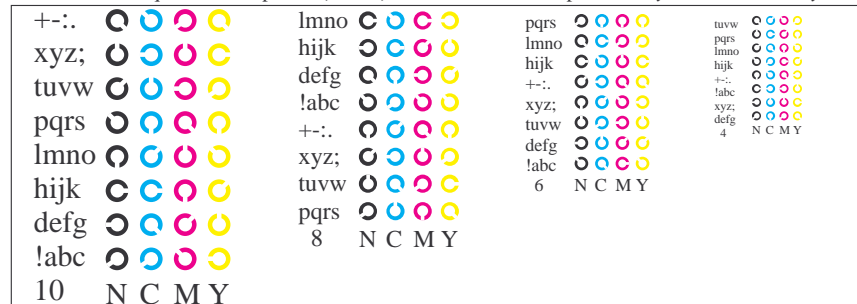 +-:.
xyz;
tuvw
pqrs
lmno
hijk
defg
!abc
10 N C M Y
lmno
hijk
defg
!abc
+-:.
xyz;
tuvw
pqrs
8 N C M Y
pqrs
lmno
hijk
+-:.
xyz;
tuvw
defg
!abc
6 N C M Y
tuvw
pqrs
lmno
hijk
+-:.
!abc
xyz;
defg
4 N C M Y